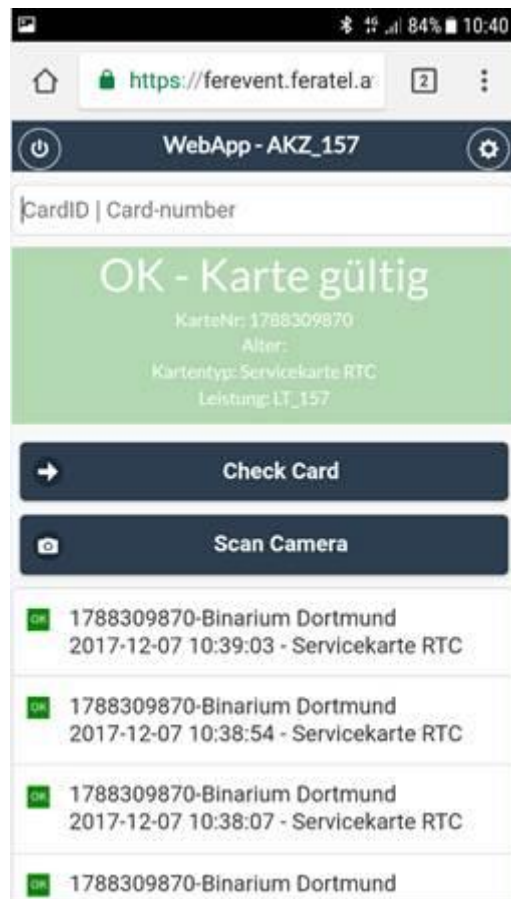 84% 10:40
https://ferevent.feratel.a
2
WebApp - AKZ_157
CardID | Card-number
OK - Karte gültig
KarteNr: 1788309870
Alter:
Kartentyp: Servicekarte RTC
Leistung: LT_157
Check Card
Scan Camera
OK 1788309870-Binarium Dortmund
2017-12-07 10:39:03 - Servicekarte RTC
OK 1788309870-Binarium Dortmund
2017-12-07 10:38:54 - Servicekarte RTC
OK 1788309870-Binarium Dortmund
2017-12-07 10:38:07 - Servicekarte RTC
OK 1788309870-Binarium Dortmund